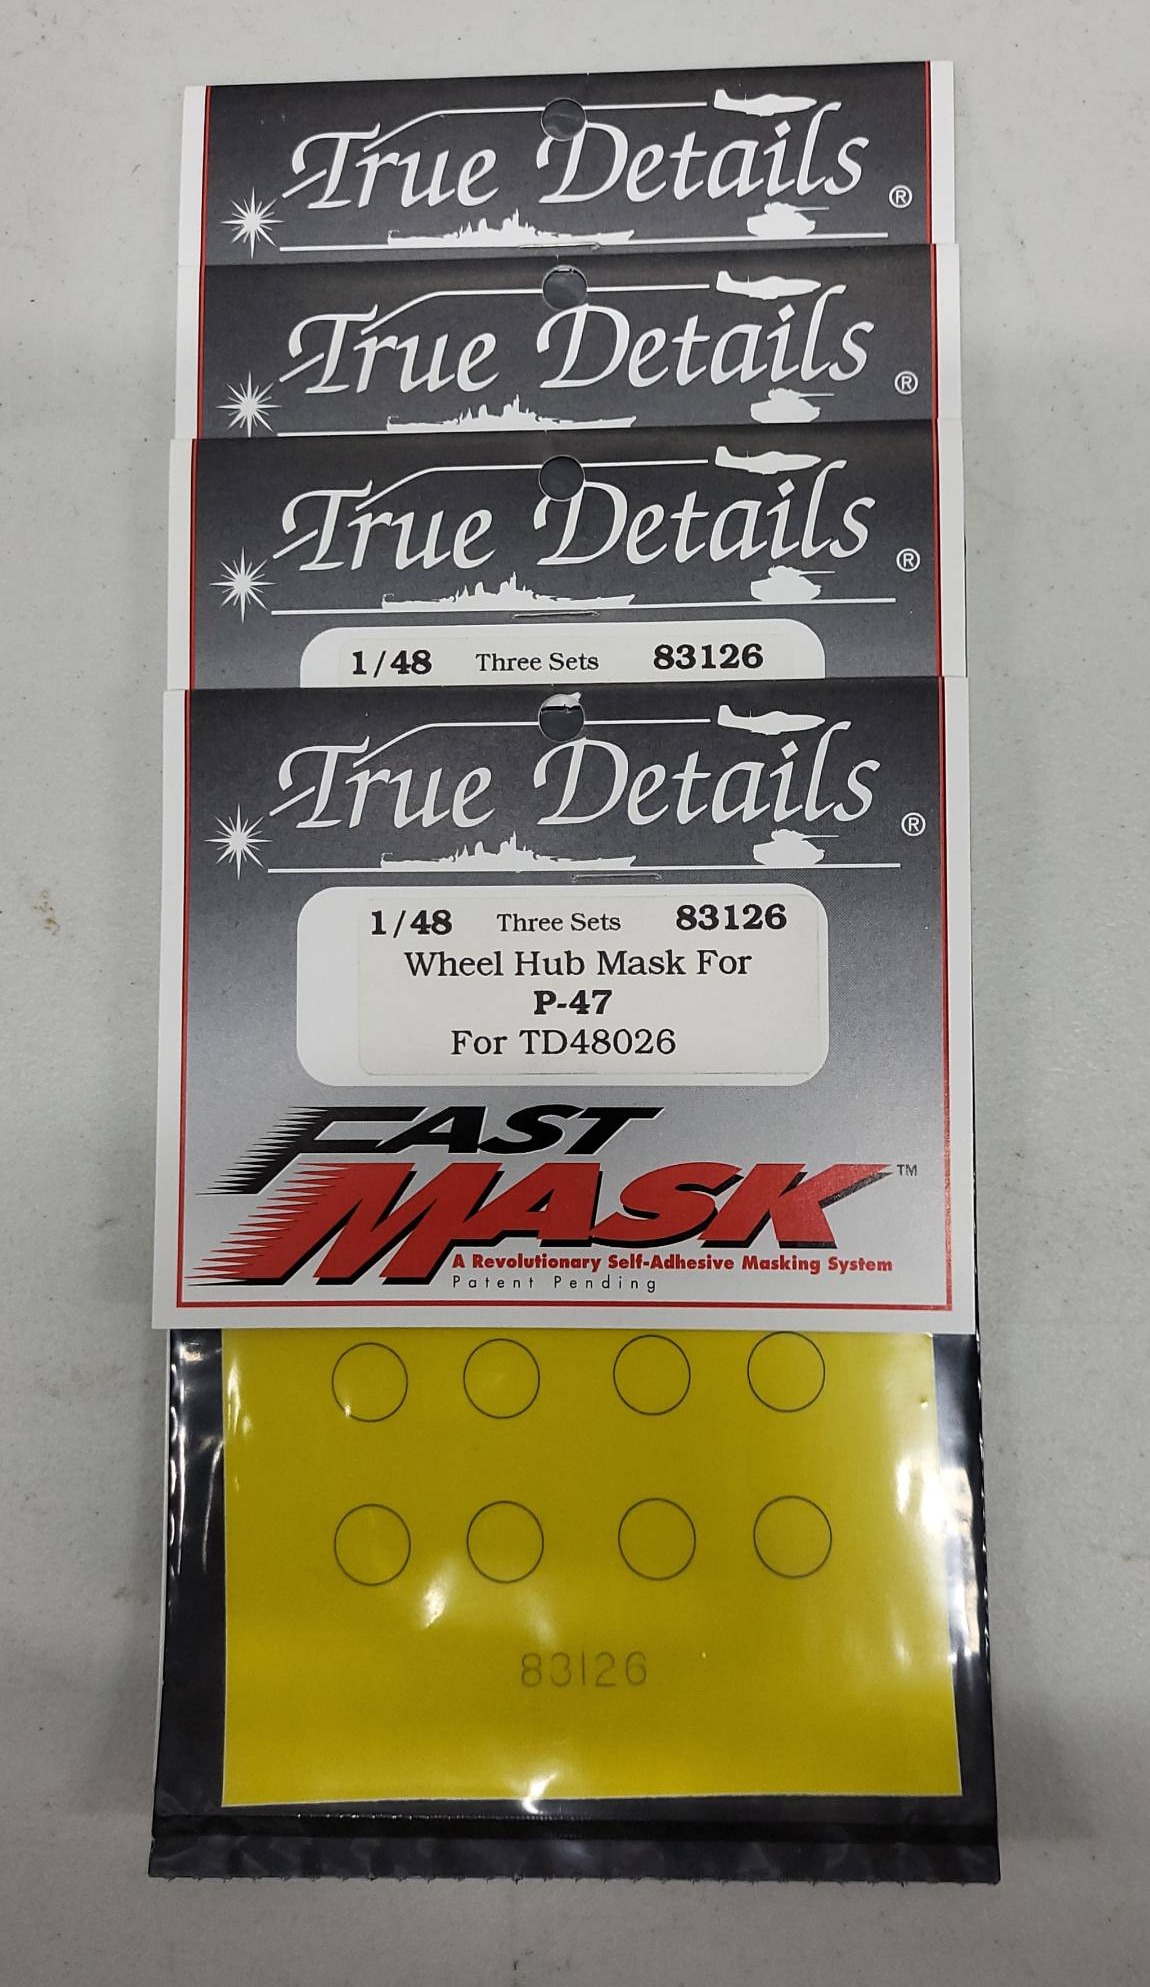 True Details ®
True Details ®
True Details ®
1/48 Three Sets 83126
True Details ®
1/48 Three Sets 83126
Wheel Hub Mask For
P-47
For TD48026
FAST
MASK ™
A Revolutionary Self-Adhesive Masking System
Patent Pending
83126